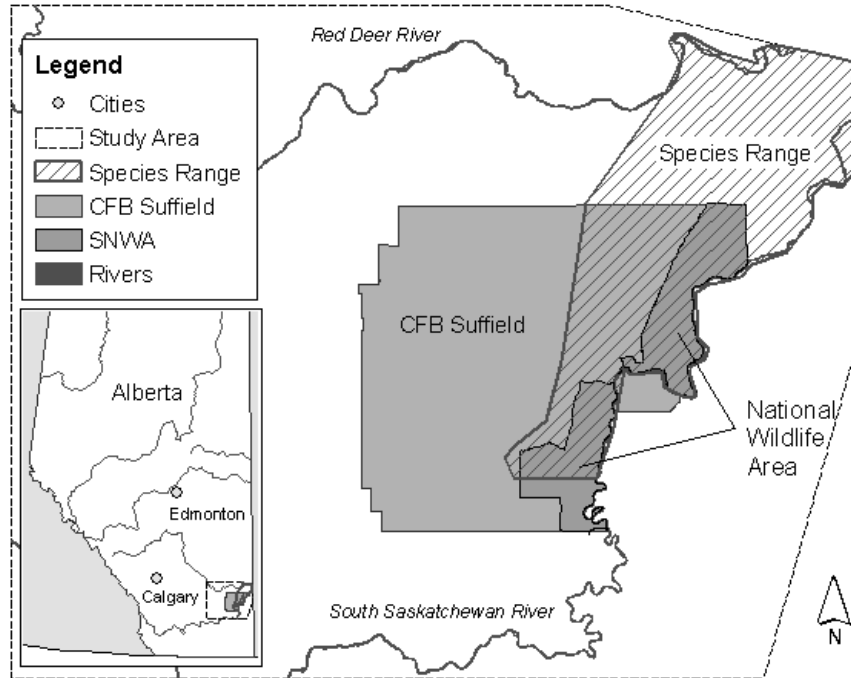 Red Deer River
Legend
Cities
Study Area
Species Range
CFB Suffield
SNWA
Rivers
Species Range
CFB Suffield
National
Wildlife
Area
Alberta
Edmonton
Calgary
South Saskatchewan River
N